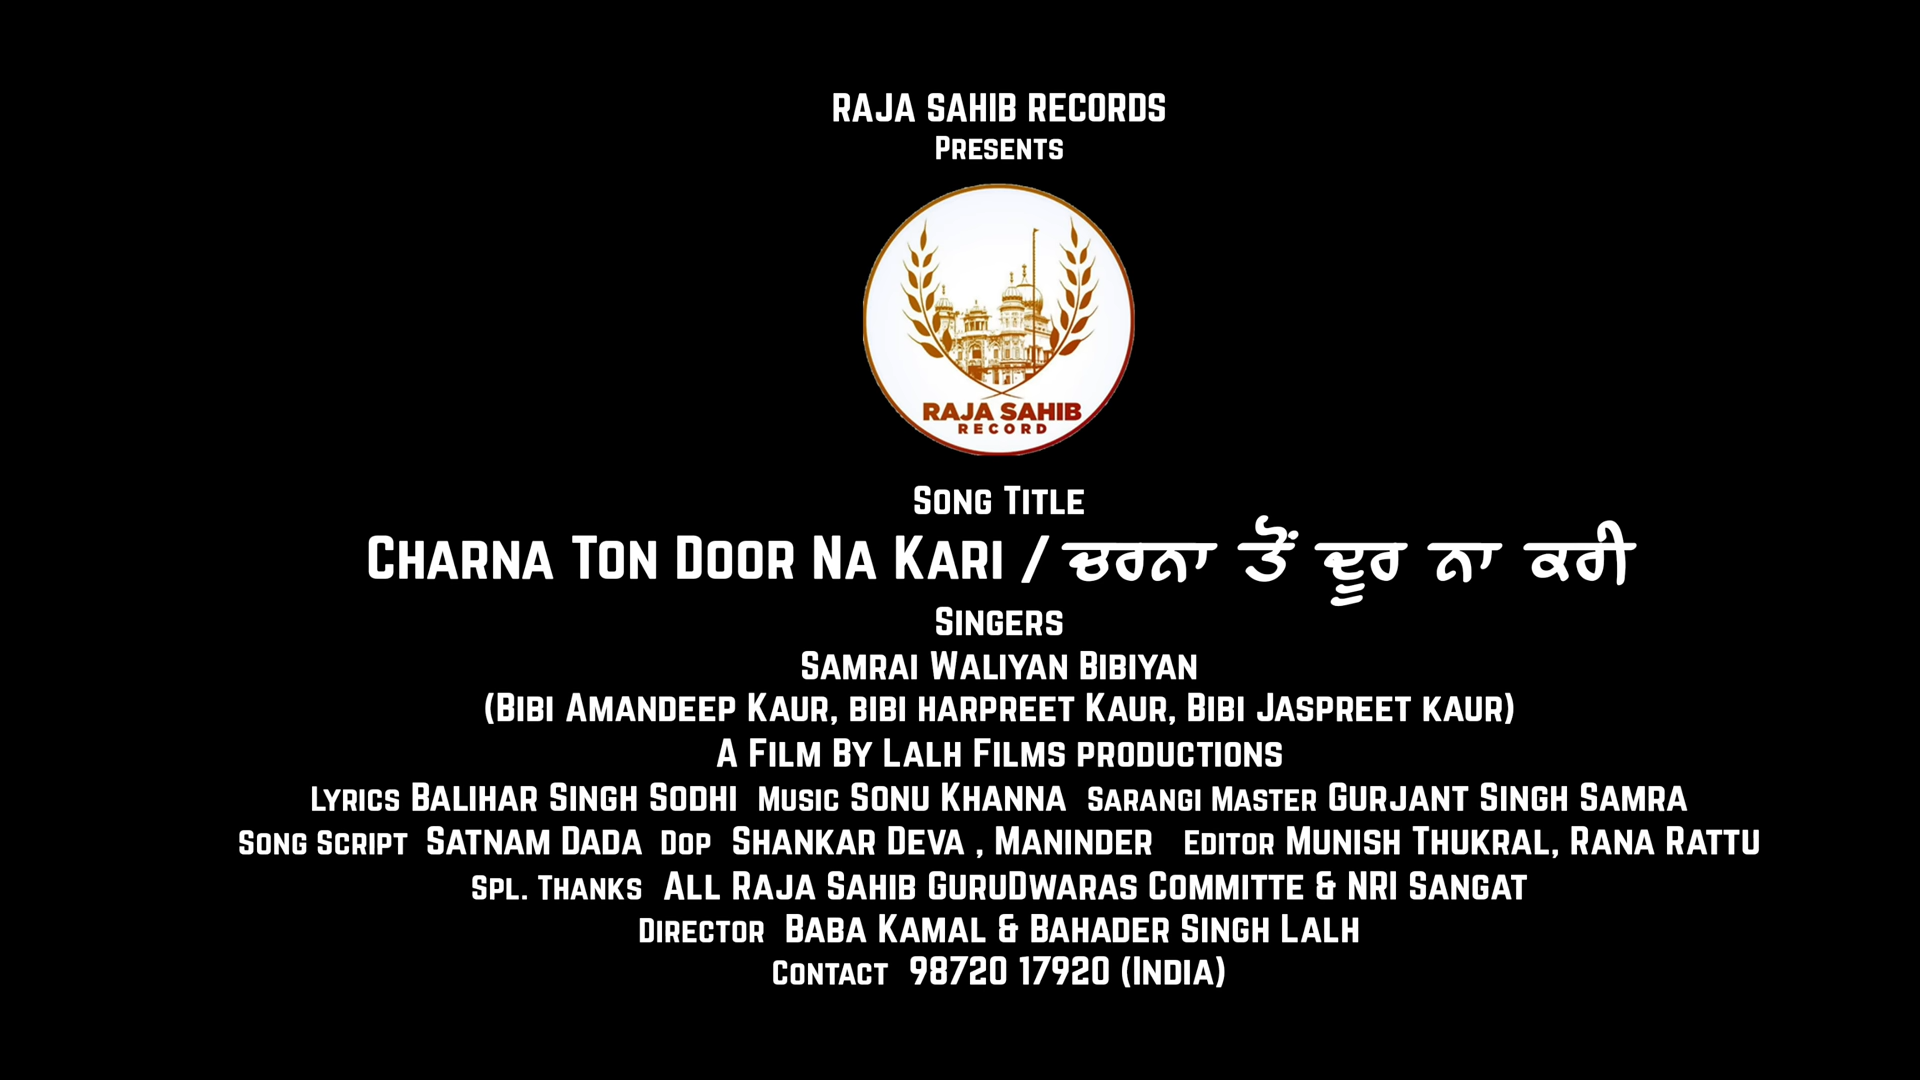 RAJA SAHIB RECORDS
PRESENTS
RAJA SAHIB
RECORD
SONG TITLE
CHARNA TON DOOR NA KARI / ਚਰਨਾ ਤੋਂ ਦੂਰ ਨਾ ਕਰੀ
SINGERS
SAMRAI WALIYAN BIBIYAN
(BIBI AMANDEEP KAUR, BIBI HARPREET KAUR, BIBI JASPREET KAUR)
A FILM BY LALH FILMS PRODUCTIONS
LYRICS BALIHAR SINGH SODHI MUSIC SONU KHANNA SARANGI MASTER GURJANT SINGH SAMRA
SONG SCRIPT SATNAM DADA DOP SHANKAR DEVA , MANINDER EDITOR MUNISH THUKRAL, RANA RATTU
SPL. THANKS ALL RAJA SAHIB GURUDWARAS COMMITTE & NRI SANGAT
DIRECTOR BABA KAMAL & BAHADER SINGH LALH
CONTACT 98720 17920 (INDIA)